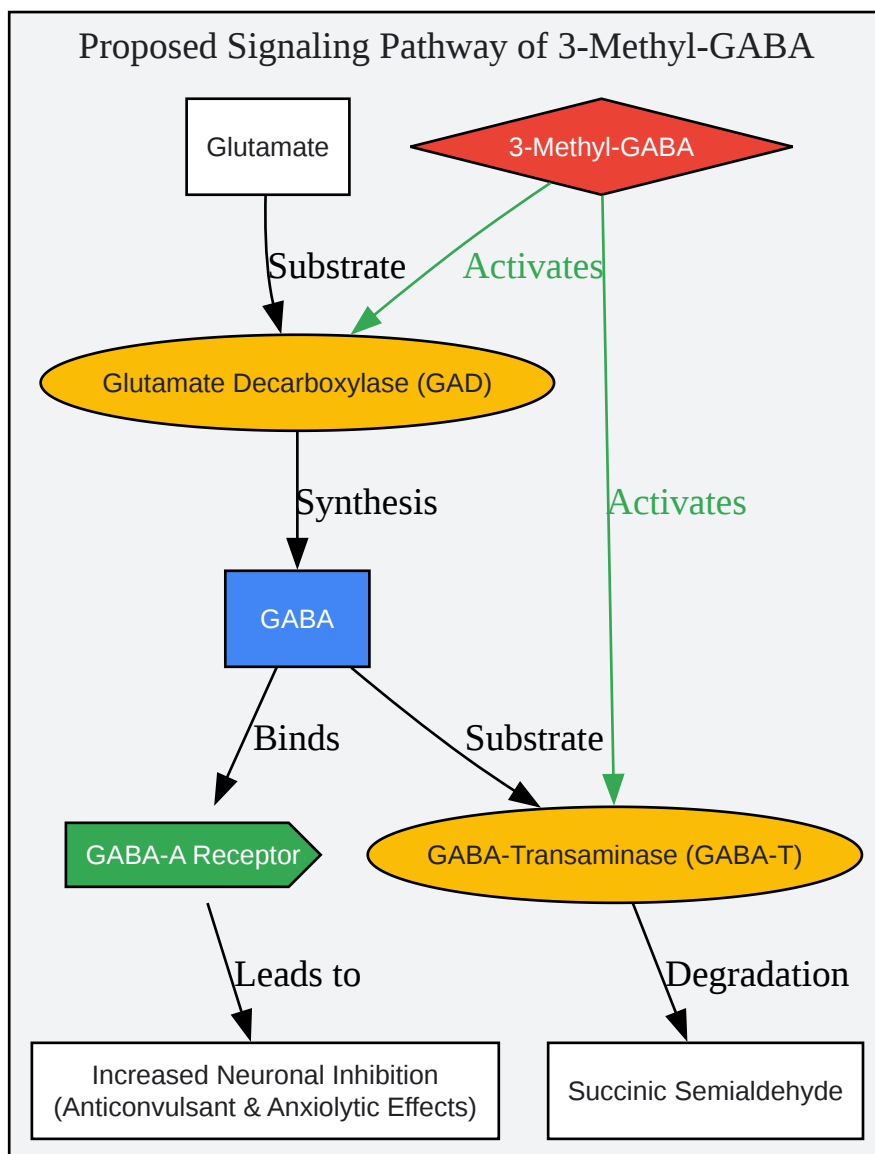 Proposed Signaling Pathway of 3-Methyl-GABA
Glutamate
3-Methyl-GABA
Substrate
Activates
Glutamate Decarboxylase (GAD)
Synthesis
Activates
GABA
Binds
Substrate
GABA-A Receptor
GABA-Transaminase (GABA-T)
Leads to
Degradation
Increased Neuronal Inhibition
(Anticonvulsant & Anxiolytic Effects)
Succinic Semialdehyde